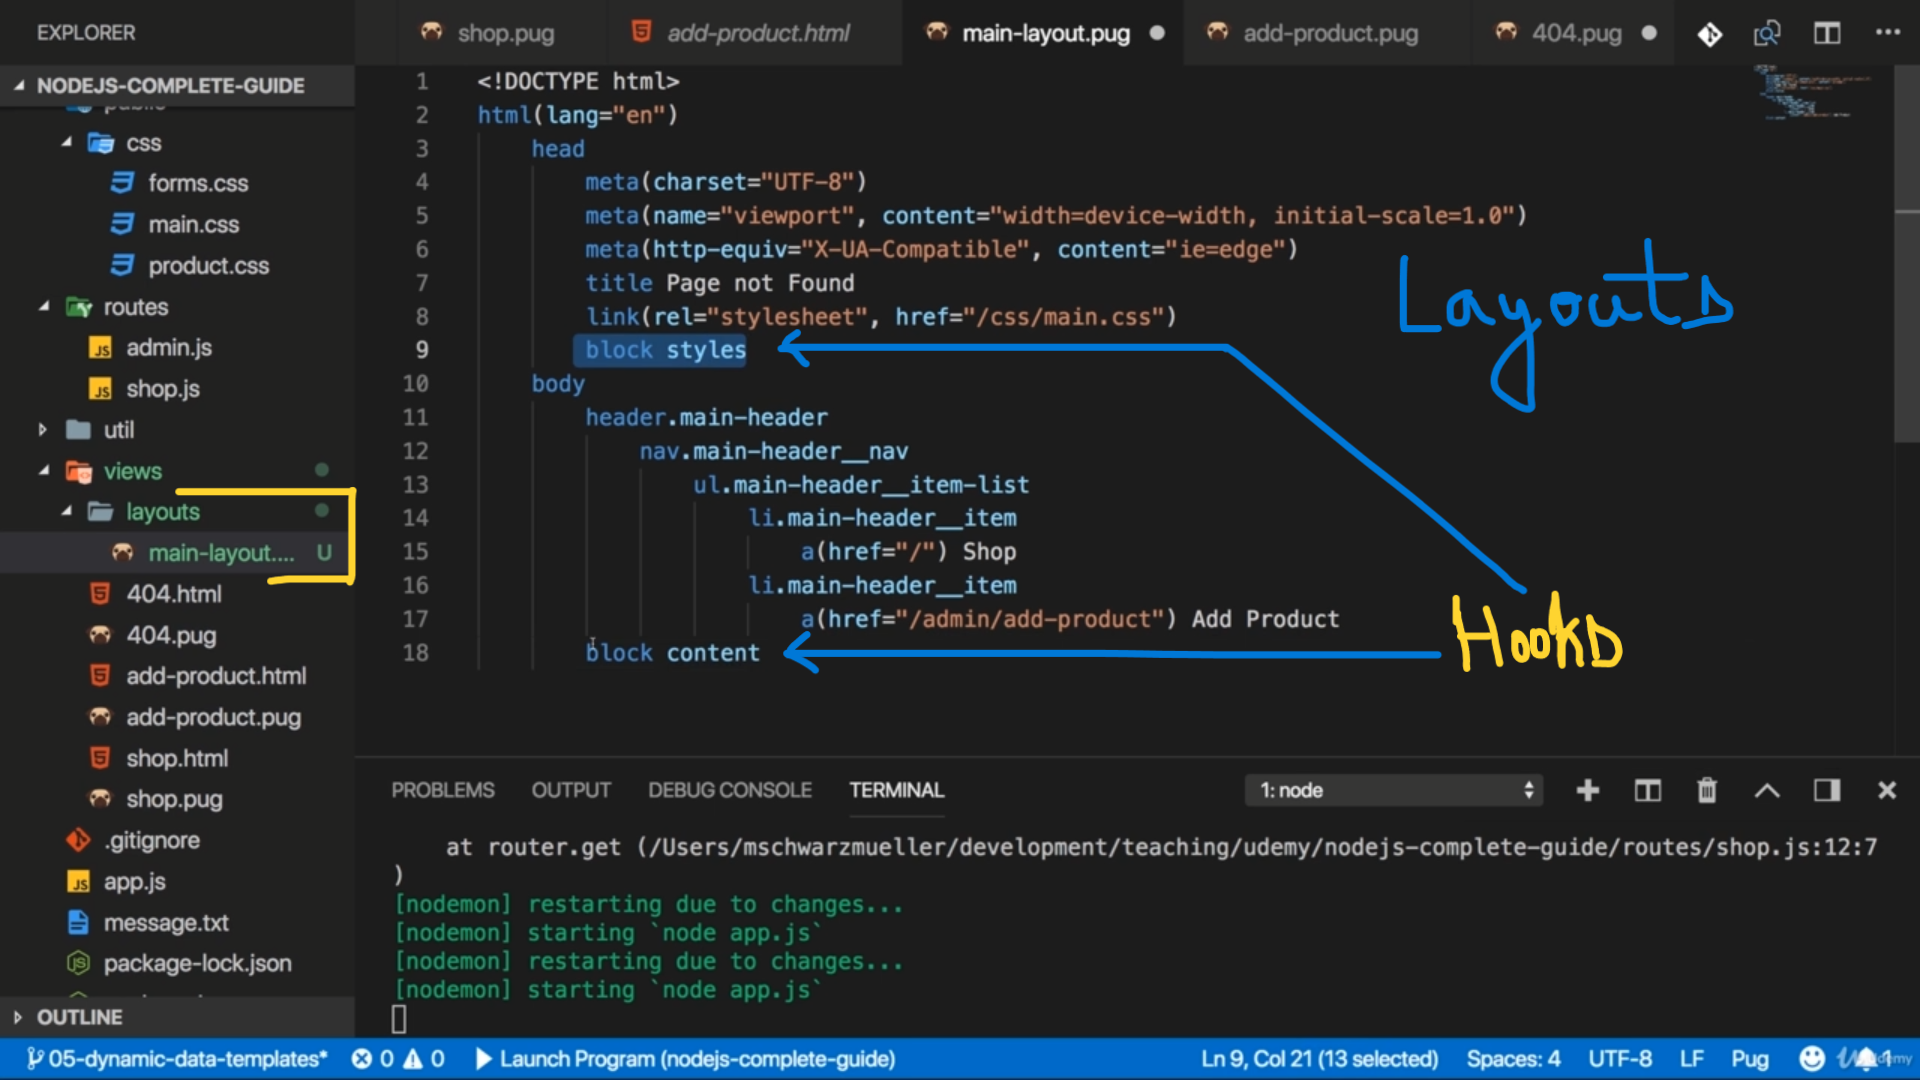 EXPLORER
shop.pug
add-product.html
main-layout.pug
add-product.pug
404.pug
NODEJS-COMPLETE-GUIDE
public
css
forms.css
main.css
product.css
routes
admin.js
shop.js
util
views
layouts
main-layout.... U
404.html
404.pug
add-product.html
add-product.pug
shop.html
shop.pug
.gitignore
app.js
message.txt
package-lock.json
OUTLINE
1 <!DOCTYPE html>
2 html(lang="en")
3 head
4 meta(charset="UTF-8")
5 meta(name="viewport", content="width=device-width, initial-scale=1.0")
6 meta(http-equiv="X-UA-Compatible", content="ie=edge")
7 title Page not Found
8 link(rel="stylesheet", href="/css/main.css")
9 block styles
10 body
11 header.main-header
12 nav.main-header__nav
13 ul.main-header__item-list
14 li.main-header__item
15 a(href="/") Shop
16 li.main-header__item
17 a(href="/admin/add-product") Add Product
18 block content
Layouts
Hooks
PROBLEMS OUTPUT DEBUG CONSOLE TERMINAL 1: node
at router.get (/Users/mschwarzmueller/development/teaching/udemy/nodejs-complete-guide/routes/shop.js:12:7
)
[nodemon] restarting due to changes...
[nodemon] starting `node app.js`
[nodemon] restarting due to changes...
[nodemon] starting `node app.js`
05-dynamic-data-templates* 0 0 Launch Program (nodejs-complete-guide) Ln 9, Col 21 (13 selected) Spaces: 4 UTF-8 LF Pug 1